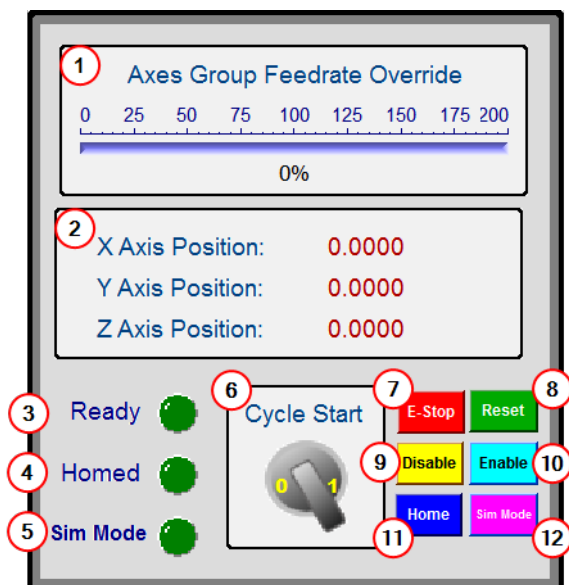 1
Axes Group Feedrate Override
0 25 50 75 100 125 150 175 200
0%
2
X Axis Position: 0.0000
Y Axis Position: 0.0000
Z Axis Position: 0.0000
3 Ready
4 Homed
5 Sim Mode
6
Cycle Start
0 1
7 E-Stop Reset 8
9 Disable Enable 10
Home Sim Mode
11 12